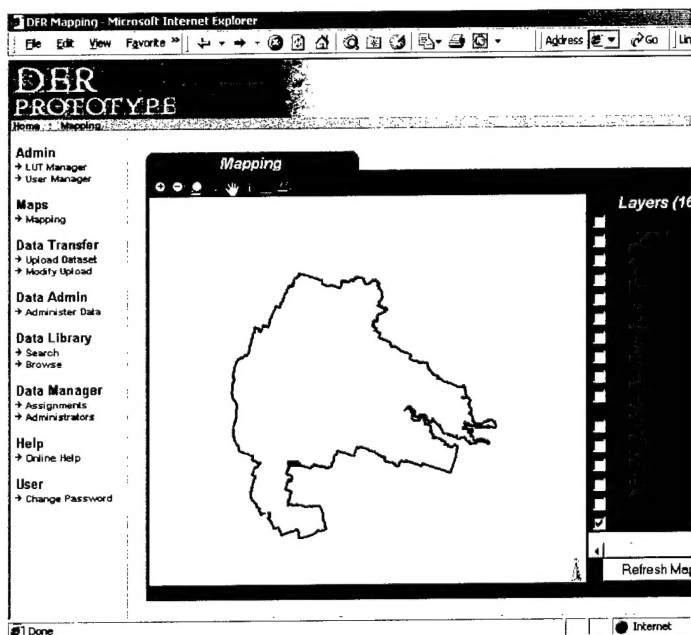 DER Mapping - Microsoft Internet Explorer
File Edit View Favorite » Address Go Lin
DER
PROTOTYPE
Home : Mapping
Admin
→ LUT Manager
→ User Manager
Maps
→ Mapping
Data Transfer
→ Upload Dataset
→ Modify Upload
Data Admin
→ Administer Data
Data Library
→ Search
→ Browse
Data Manager
→ Assignments
→ Administrators
Help
→ Online Help
User
→ Change Password
Mapping
Layers (16
Refresh Map
Done
Internet